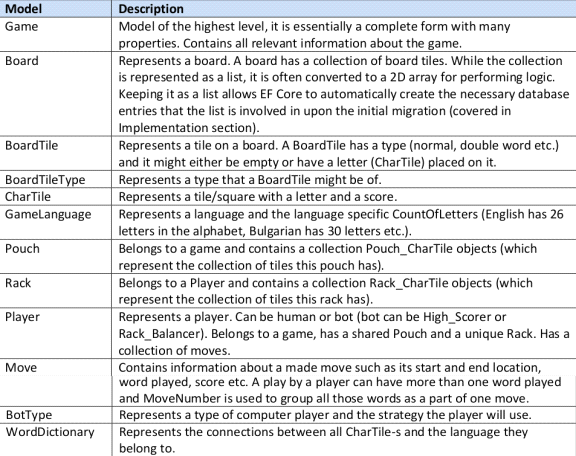 Model Description
Game Model of the highest level, it is essentially a complete form with many
properties. Contains all relevant information about the game.
Board Represents a board. A board has a collection of board tiles. While the collection
is represented as a list, it is often converted to a 2D array for performing logic.
Keeping it as a list allows EF Core to automatically create the necessary database
entries that the list is involved in upon the initial migration (covered in
Implementation section).
BoardTile Represents a tile on a board. A BoardTile has a type (normal, double word etc.)
and it might either be empty or have a letter (CharTile) placed on it.
BoardTileType Represents a type that a BoardTile might be of.
CharTile Represents a tile/square with a letter and a score.
GameLanguage Represents a language and the language specific CountOfLetters (English has 26
letters in the alphabet, Bulgarian has 30 letters etc.).
Pouch Belongs to a game and contains a collection Pouch_CharTile objects (which
represent the collection of tiles this pouch has).
Rack Belongs to a Player and contains a collection Rack_CharTile objects (which
represent the collection of tiles this rack has).
Player Represents a player. Can be human or bot (bot can be High_Scorer or
Rack_Balancer). Belongs to a game, has a shared Pouch and a unique Rack. Has a
collection of moves.
Move Contains information about a made move such as its start and end location,
word played, score etc. A play by a player can have more than one word played
and MoveNumber is used to group all those words as a part of one move.
BotType Represents a type of computer player and the strategy the player will use.
WordDictionary Represents the connections between all CharTile-s and the language they
belong to.